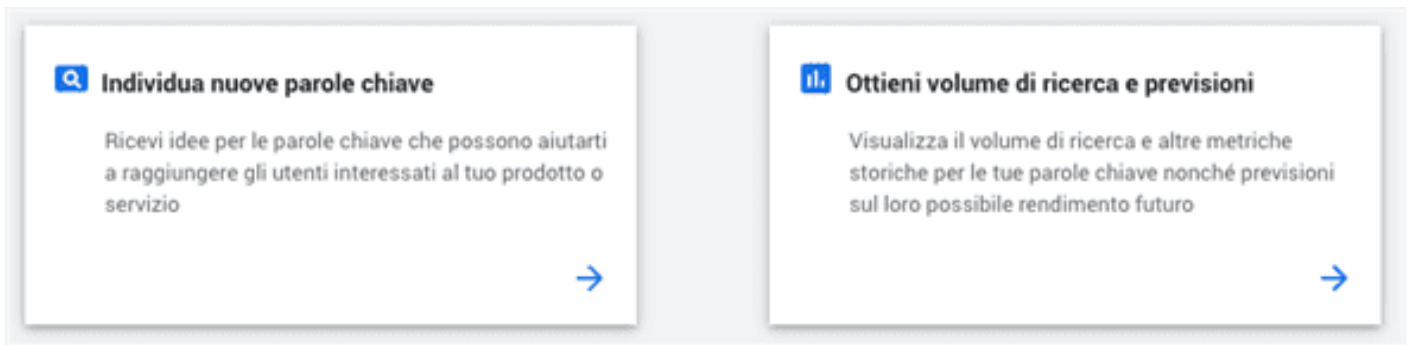 Individua nuove parole chiave
Ricevi idee per le parole chiave che possono aiutarti
a raggiungere gli utenti interessati al tuo prodotto o
servizio
Ottieni volume di ricerca e previsioni
Visualizza il volume di ricerca e altre metriche
storiche per le tue parole chiave nonché previsioni
sul loro possibile rendimento futuro